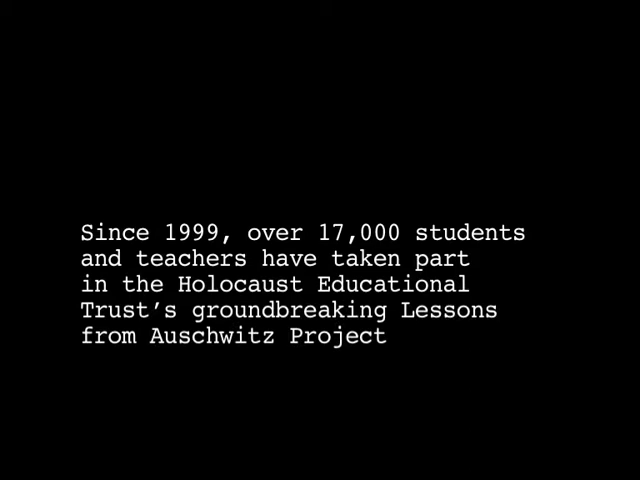 Since 1999, over 17,000 students
and teachers have taken part
in the Holocaust Educational
Trust's groundbreaking Lessons
from Auschwitz Project